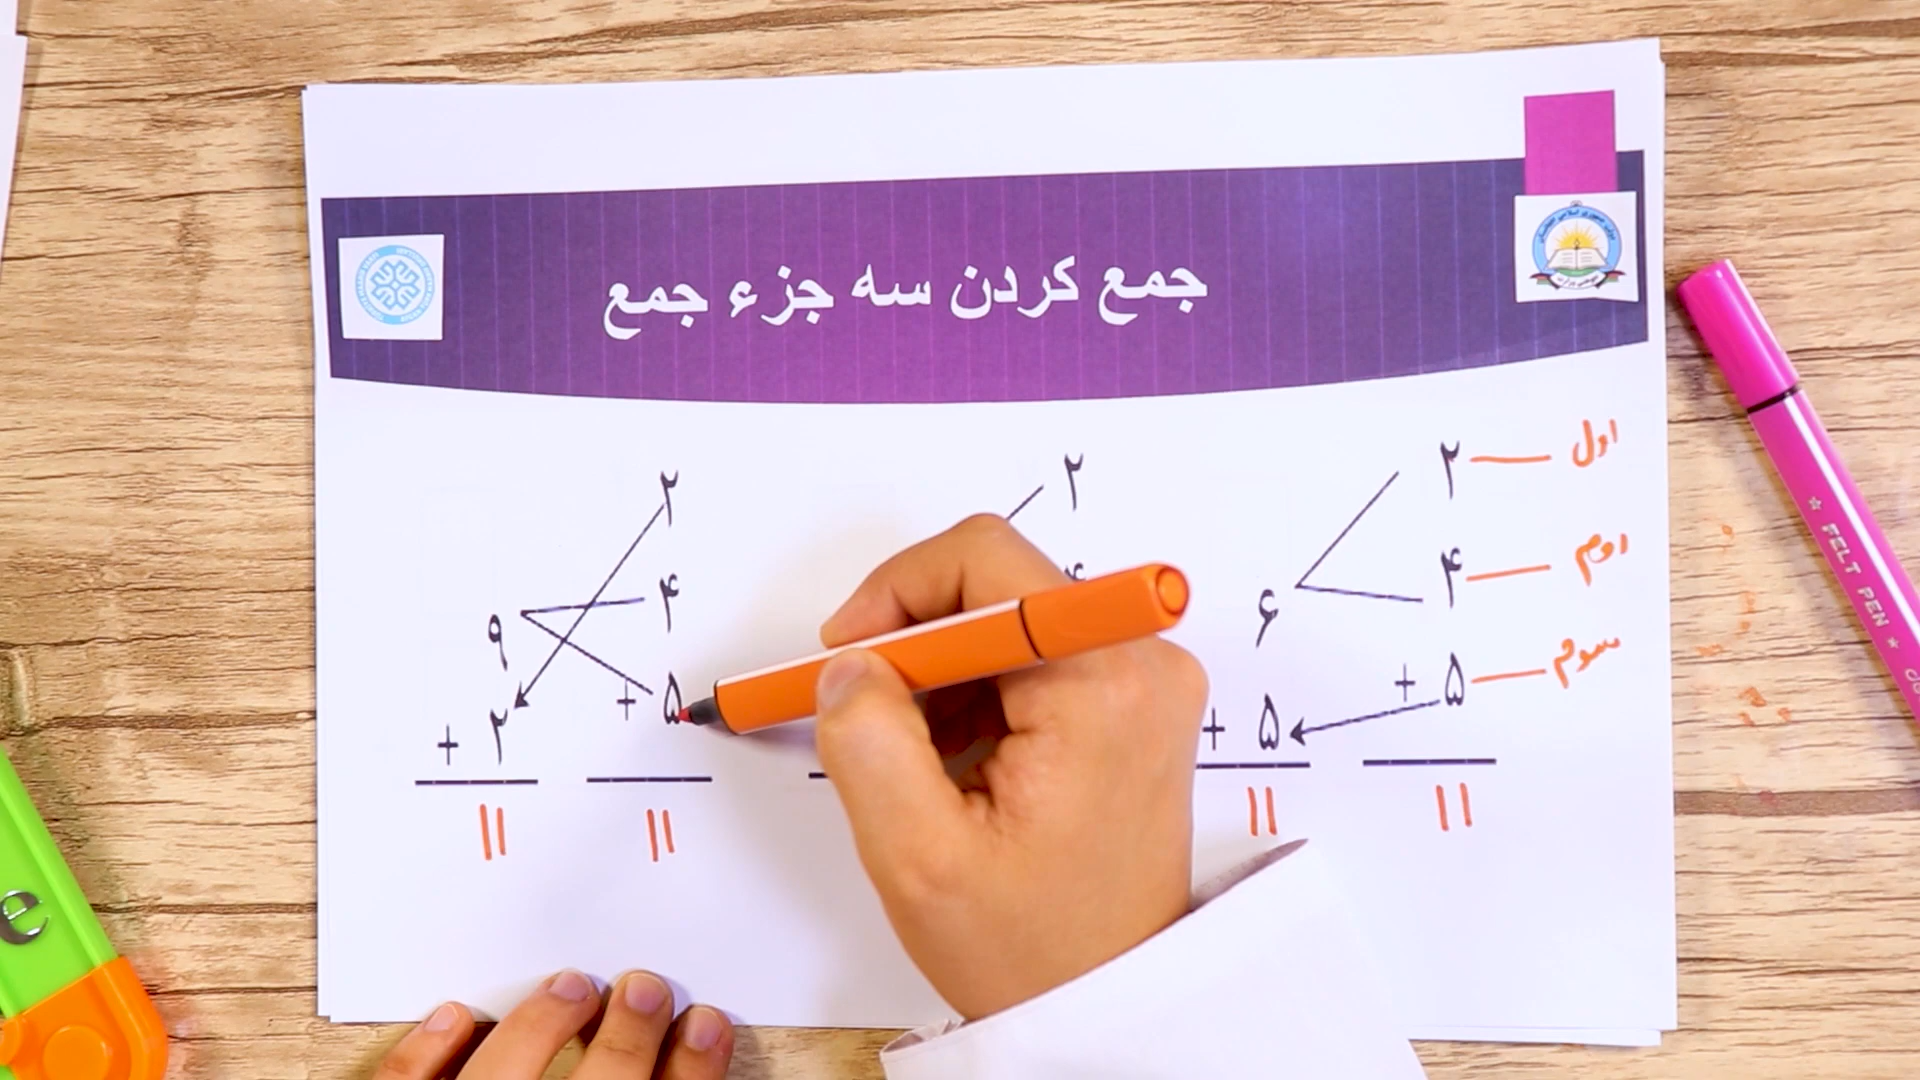 جمع کردن سه جزء جمع
۲ — اول
۴ — دوم
۶
+ ۵ — سوم
+ ۵
۱۱
۱۱
۲
۲
۴
۹
+ ۵
+ ۲
۱۱
۱۱
FELT PEN
e